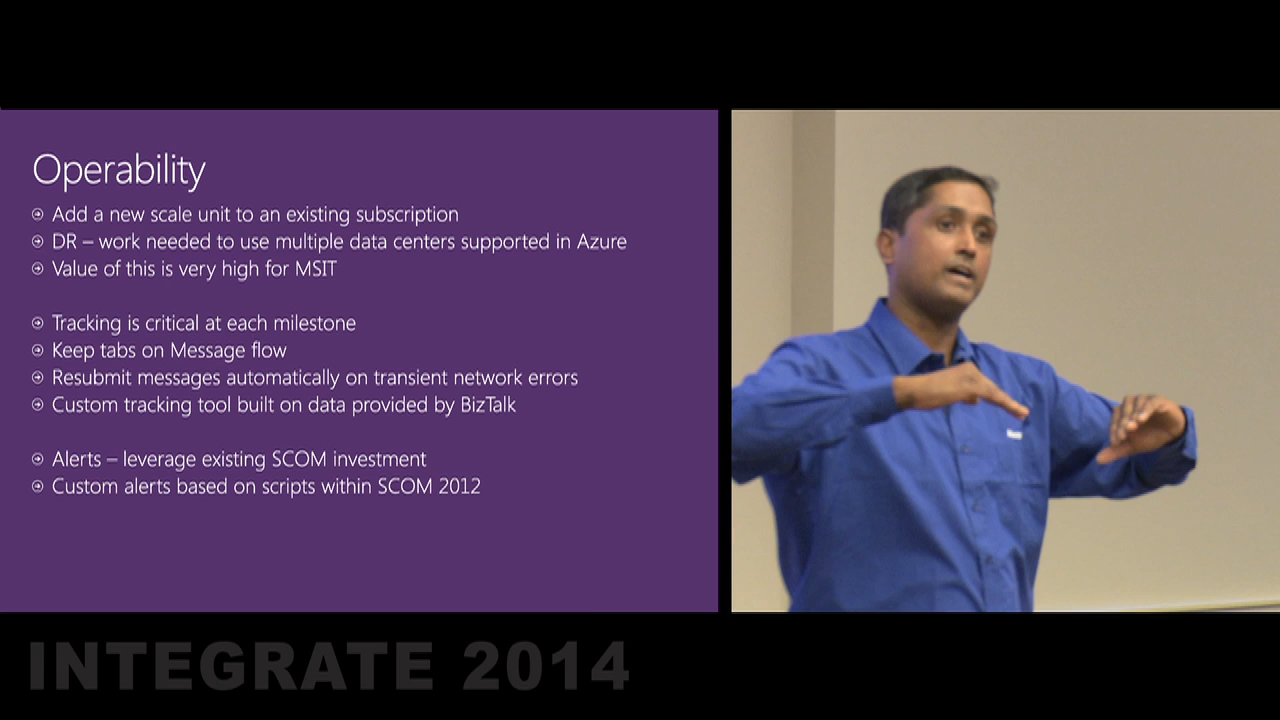 Operability
Add a new scale unit to an existing subscription
DR – work needed to use multiple data centers supported in Azure
Value of this is very high for MSIT
Tracking is critical at each milestone
Keep tabs on Message flow
Resubmit messages automatically on transient network errors
Custom tracking tool built on data provided by BizTalk
Alerts – leverage existing SCOM investment
Custom alerts based on scripts within SCOM 2012
INTEGRATE 2014